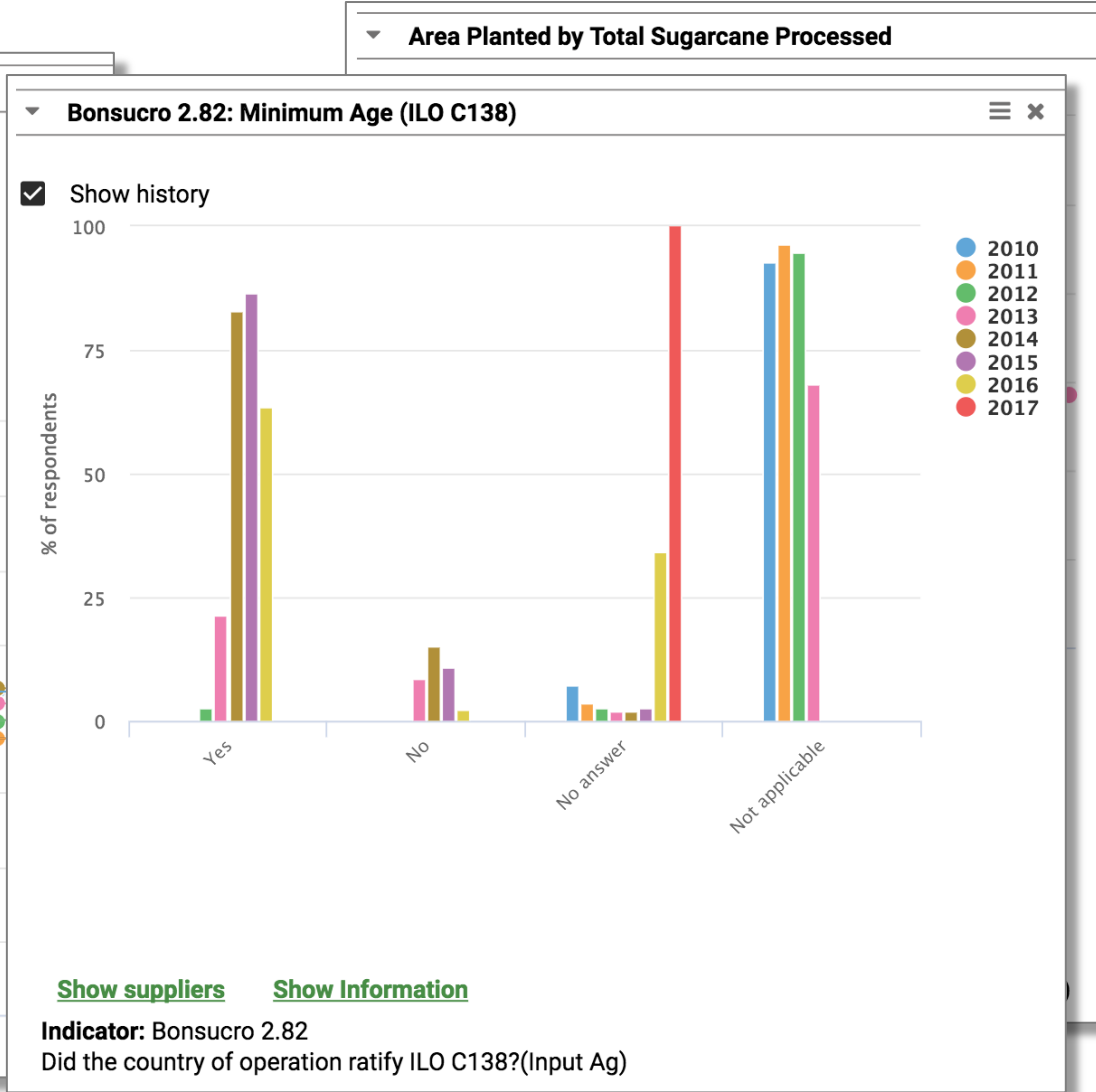 Area Planted by Total Sugarcane Processed
Bonsucro 2.82: Minimum Age (ILO C138)
Show history
100
75
50
25
0
% of respondents
Yes
No
No answer
Not applicable
2010
2011
2012
2013
2014
2015
2016
2017
Show suppliers Show Information
Indicator: Bonsucro 2.82
Did the country of operation ratify ILO C138?(Input Ag)